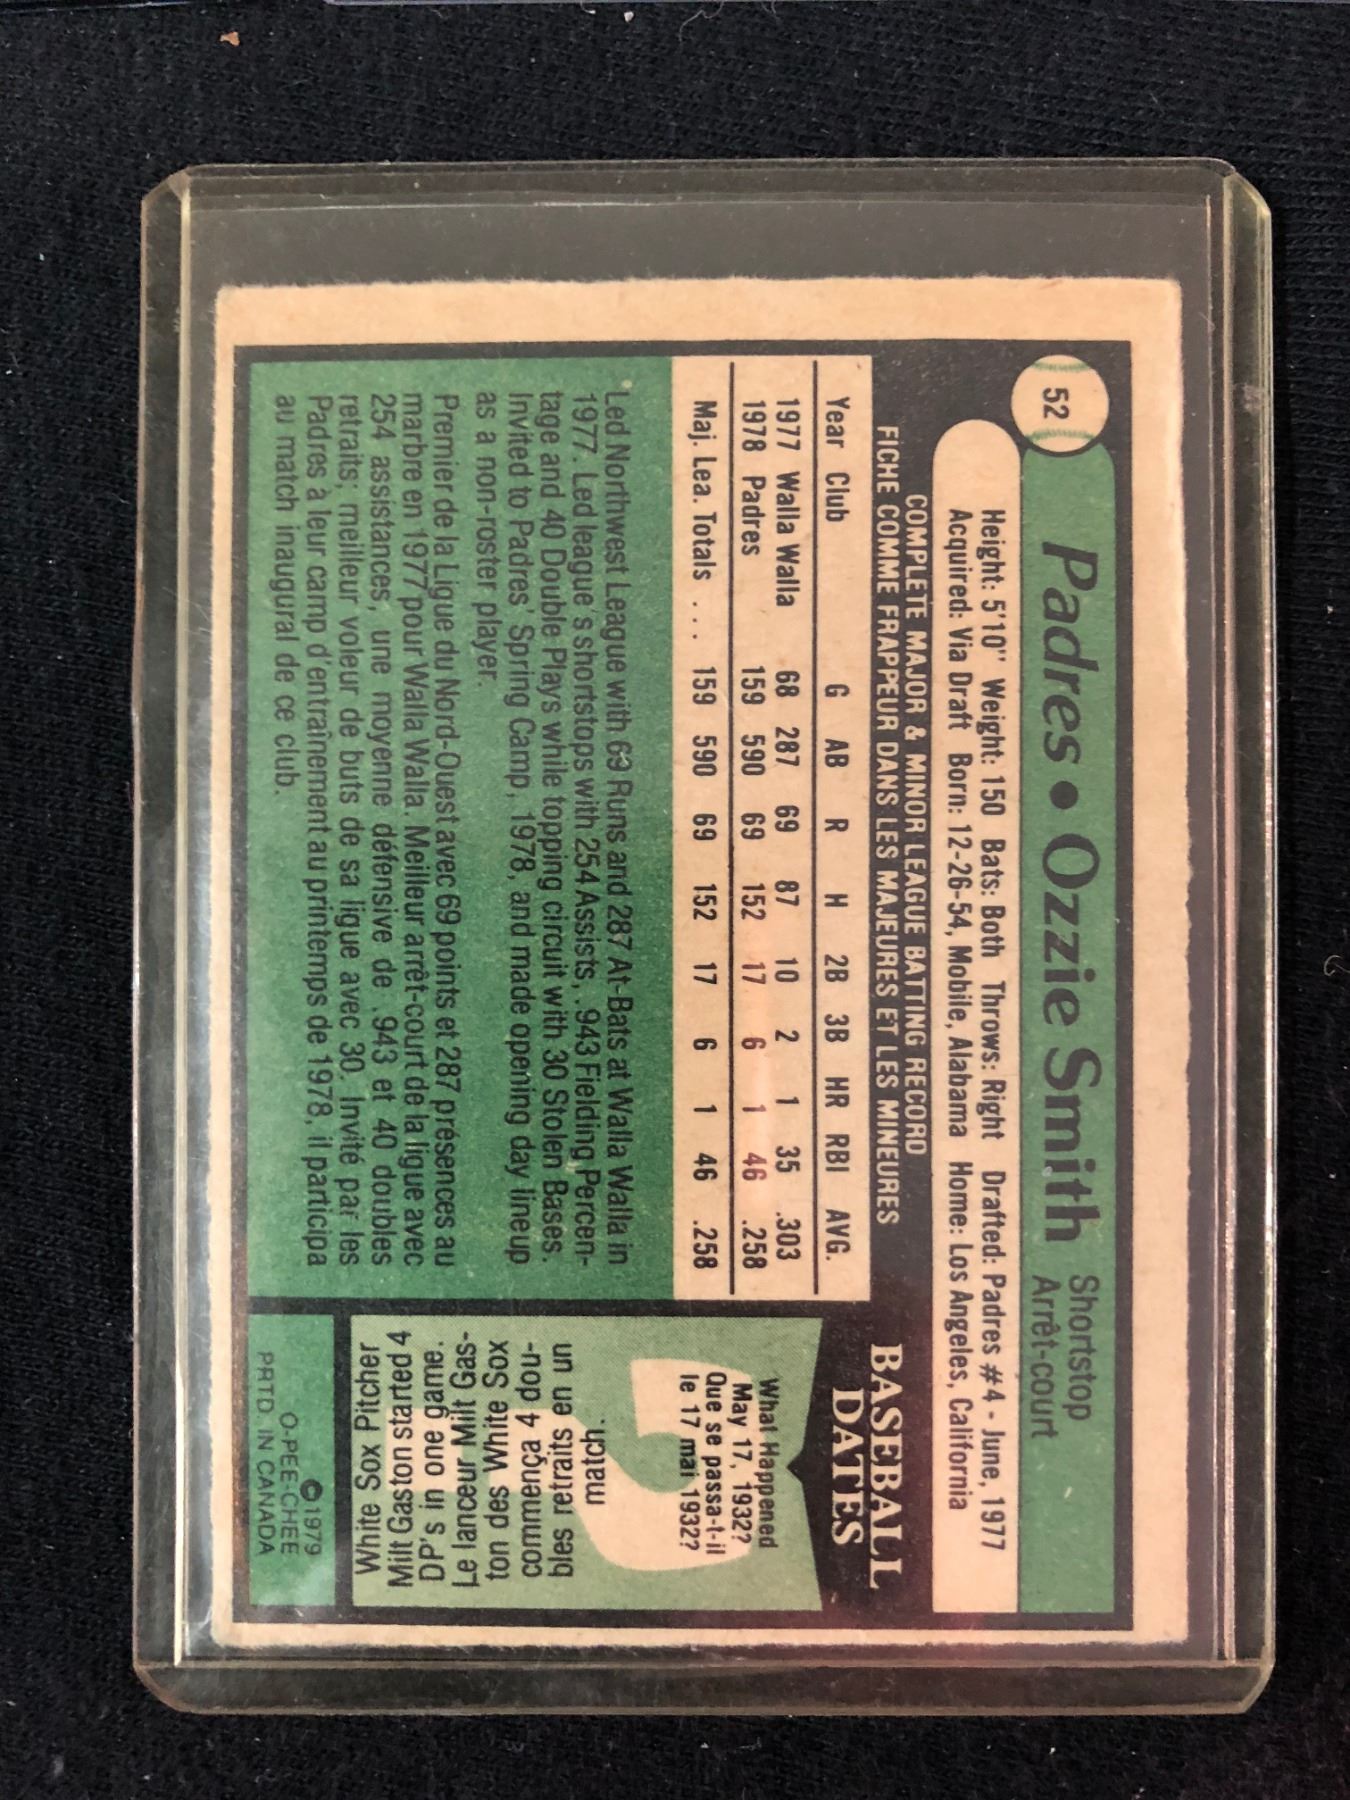 52
Padres • Ozzie Smith
Shortstop
Arrêt-court
Height: 5'10" Weight: 150 Bats: Both Throws: Right Drafted: Padres #4 - June, 1977
Acquired: Via Draft Born: 12-26-54, Mobile, Alabama Home: Los Angeles, California
COMPLETE MAJOR & MINOR LEAGUE BATTING RECORD
FICHE COMME FRAPPEUR DANS LES MAJEURES ET LES MINEURES
Year Club G AB R H 2B 3B HR RBI AVG.
1977 Walla Walla 68 287 69 87 10 2 1 35 .303
1978 Padres 159 590 69 152 17 6 1 46 .258
Maj. Lea. Totals . . . 159 590 69 152 17 6 1 46 .258
Led Northwest League with 69 Runs and 287 At-Bats at Walla Walla in
1977. Led league's shortstops with 254 Assists, .943 Fielding Percen-
tage and 40 Double Plays while topping circuit with 30 Stolen Bases.
Invited to Padres' Spring Camp, 1978, and made opening day lineup
as a non-roster player.
Premier de la Ligue du Nord-Ouest avec 69 points et 287 présences au
marbre en 1977 pour Walla Walla. Meilleur arrêt-court de la ligue avec
254 assistances, une moyenne défensive de .943 et 40 doubles
retraits; meilleur voleur de buts de sa ligue avec 30. Invité par les
Padres à leur camp d'entraînement au printemps de 1978, il participa
au match inaugural de ce club.
BASEBALL
DATES
What Happened
May 17, 1932?
Que se passa-t-il
le 17 mai 1932?
White Sox Pitcher
Milt Gaston started 4
DP's in one game.
Le lanceur Milt Gas-
ton des White Sox
commença 4 dou-
bles retraits en un
match.
©1979
O-PEE-CHEE
PRTD. IN CANADA